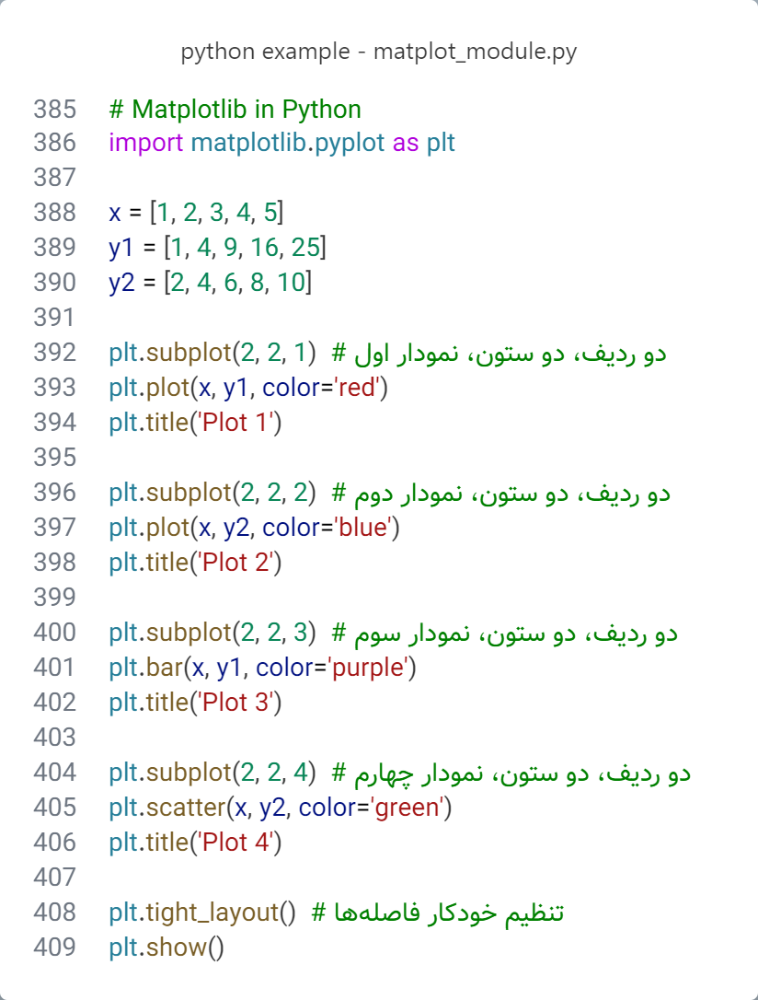 python example - matplot_module.py
385 # Matplotlib in Python
386 import matplotlib.pyplot as plt
387
388 x = [1, 2, 3, 4, 5]
389 y1 = [1, 4, 9, 16, 25]
390 y2 = [2, 4, 6, 8, 10]
391
392 plt.subplot(2, 2, 1)  # دو ردیف، دو ستون، نمودار اول
393 plt.plot(x, y1, color='red')
394 plt.title('Plot 1')
395
396 plt.subplot(2, 2, 2)  # دو ردیف، دو ستون، نمودار دوم
397 plt.plot(x, y2, color='blue')
398 plt.title('Plot 2')
399
400 plt.subplot(2, 2, 3)  # دو ردیف، دو ستون، نمودار سوم
401 plt.bar(x, y1, color='purple')
402 plt.title('Plot 3')
403
404 plt.subplot(2, 2, 4)  # دو ردیف، دو ستون، نمودار چهارم
405 plt.scatter(x, y2, color='green')
406 plt.title('Plot 4')
407
408 plt.tight_layout()  # تنظیم خودکار فاصله‌ها
409 plt.show()